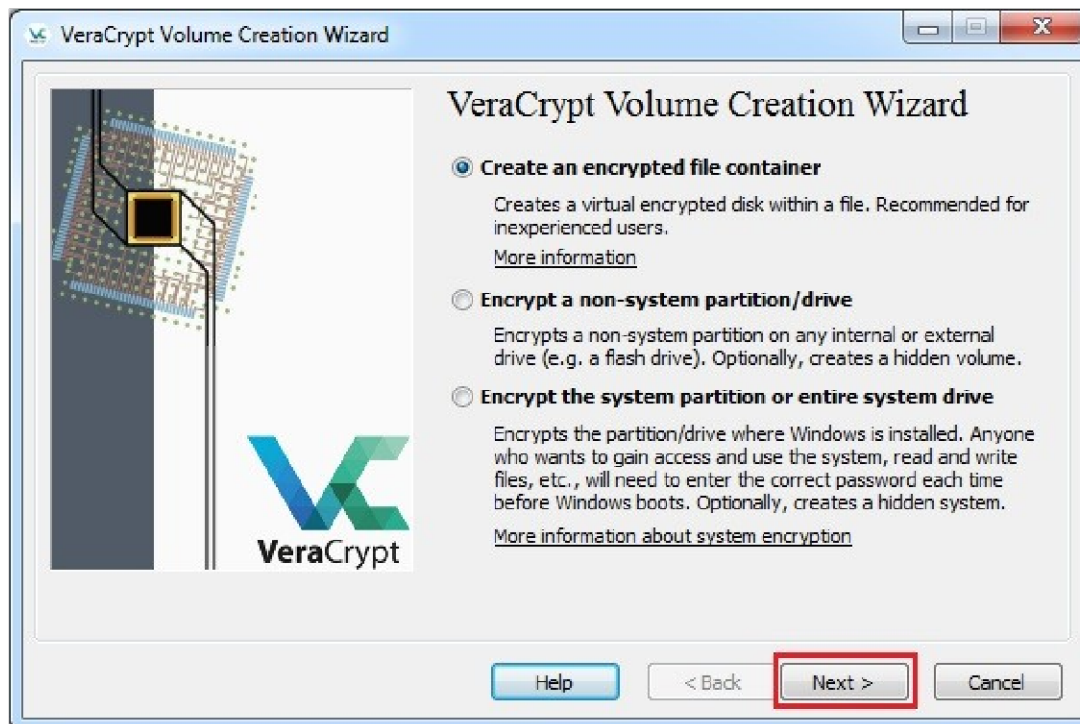 VeraCrypt Volume Creation Wizard
VeraCrypt Volume Creation Wizard
Create an encrypted file container
Creates a virtual encrypted disk within a file. Recommended for
inexperienced users.
More information
Encrypt a non-system partition/drive
Encrypts a non-system partition on any internal or external
drive (e.g. a flash drive). Optionally, creates a hidden volume.
Encrypt the system partition or entire system drive
Encrypts the partition/drive where Windows is installed. Anyone
who wants to gain access and use the system, read and write
files, etc., will need to enter the correct password each time
before Windows boots. Optionally, creates a hidden system.
More information about system encryption
VeraCrypt
Help
< Back
Next >
Cancel